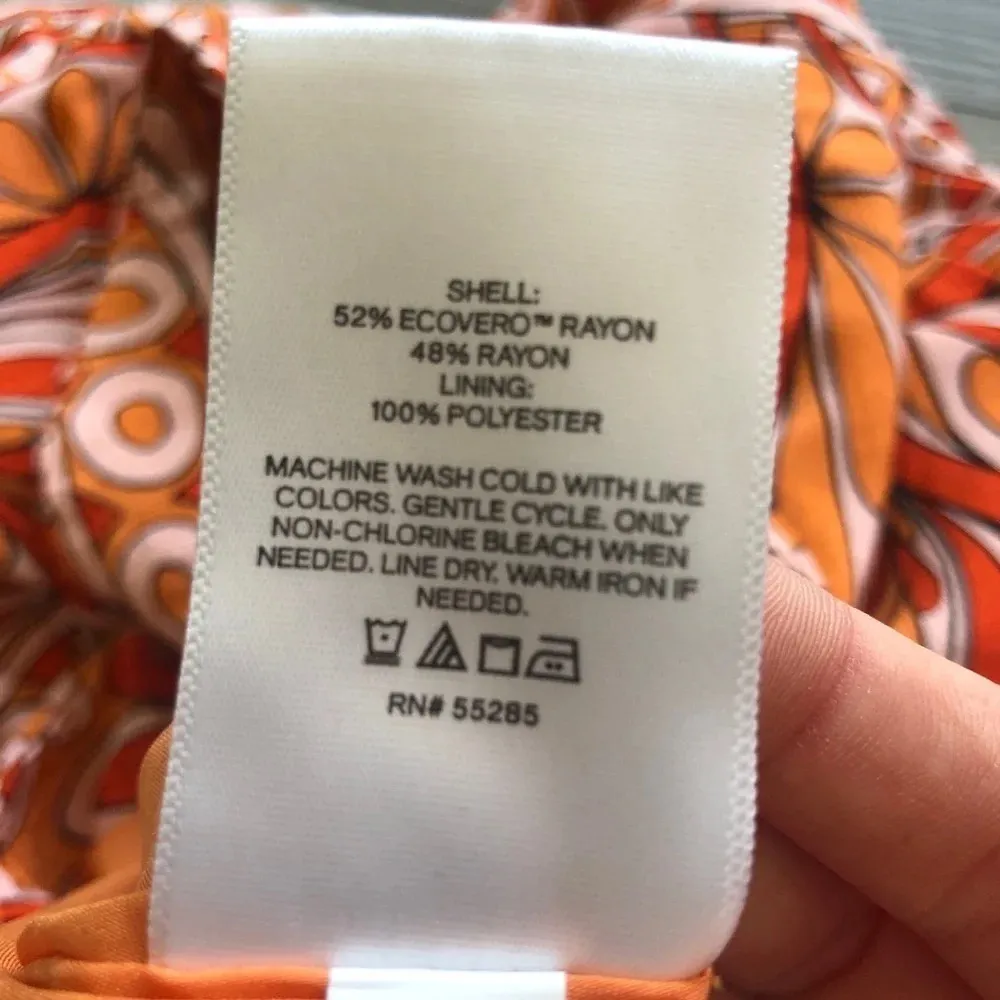 SHELL:
52% ECOVERO™ RAYON
48% RAYON
LINING:
100% POLYESTER
MACHINE WASH COLD WITH LIKE
COLORS. GENTLE CYCLE. ONLY
NON-CHLORINE BLEACH WHEN
NEEDED. LINE DRY. WARM IRON IF
NEEDED.
RN# 55285